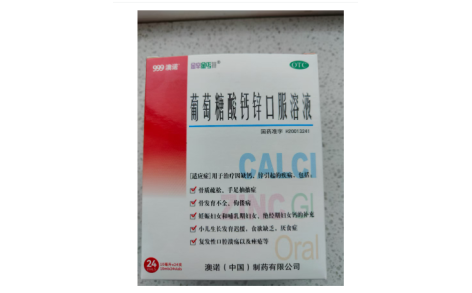 999 澳诺
OTC
葡萄糖酸钙锌口服溶液
国药准字 H20013241
CALCI
[适应症] 用于治疗因缺钙、锌引起的疾病，包括：
骨质疏松、手足抽搐症
ZINC GL
骨发育不全、佝偻病
妊娠妇女和哺乳期妇女、绝经期妇女钙的补充
小儿生长发育迟缓、食欲缺乏、厌食症
Oral
复发性口腔溃疡以及痤疮等
24
澳诺（中国）制药有限公司